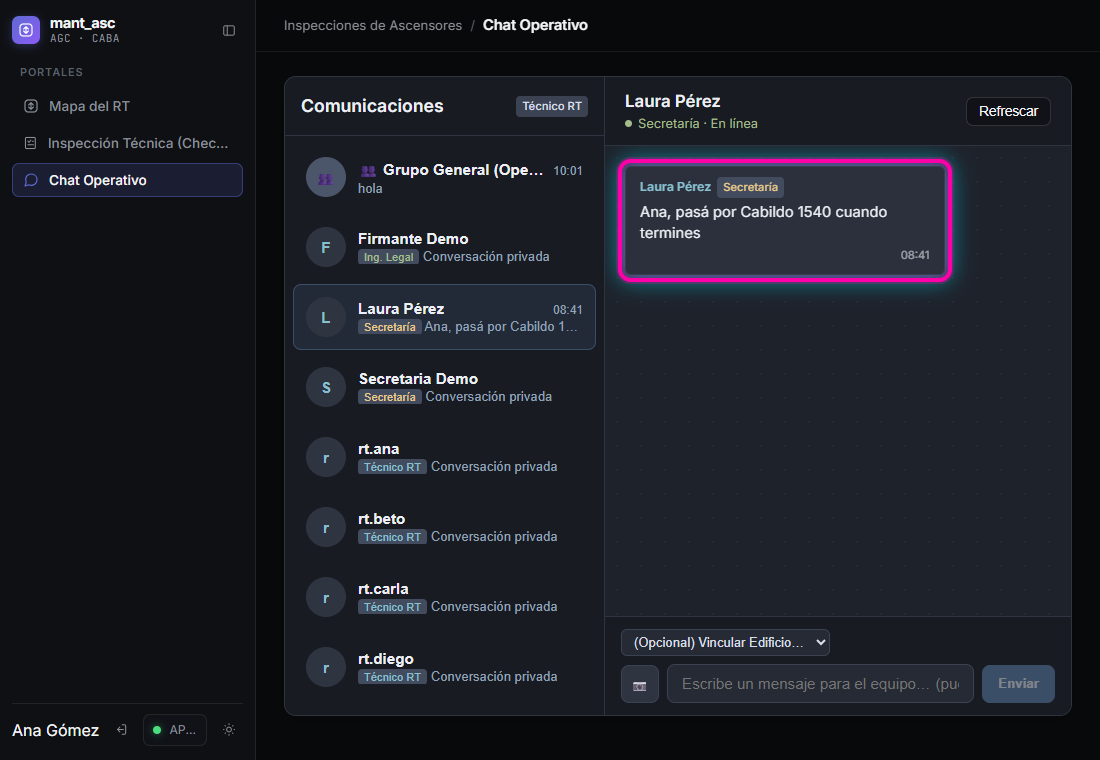 mant_asc
AGC · CABA
PORTALES
Mapa del RT
Inspección Técnica (Chec...
Chat Operativo
Ana Gómez
AP...
Inspecciones de Ascensores / Chat Operativo
Comunicaciones
Técnico RT
Grupo General (Ope... 10:01
hola
F
Firmante Demo
Ing. Legal Conversación privada
L
Laura Pérez 08:41
Secretaría Ana, pasá por Cabildo 1...
S
Secretaria Demo
Secretaría Conversación privada
r
rt.ana
Técnico RT Conversación privada
r
rt.beto
Técnico RT Conversación privada
r
rt.carla
Técnico RT Conversación privada
r
rt.diego
Técnico RT Conversación privada
Laura Pérez
Secretaría · En línea
Refrescar
Laura Pérez Secretaría
Ana, pasá por Cabildo 1540 cuando
termines
08:41
(Opcional) Vincular Edificio...
Escribe un mensaje para el equipo... (pu
Enviar